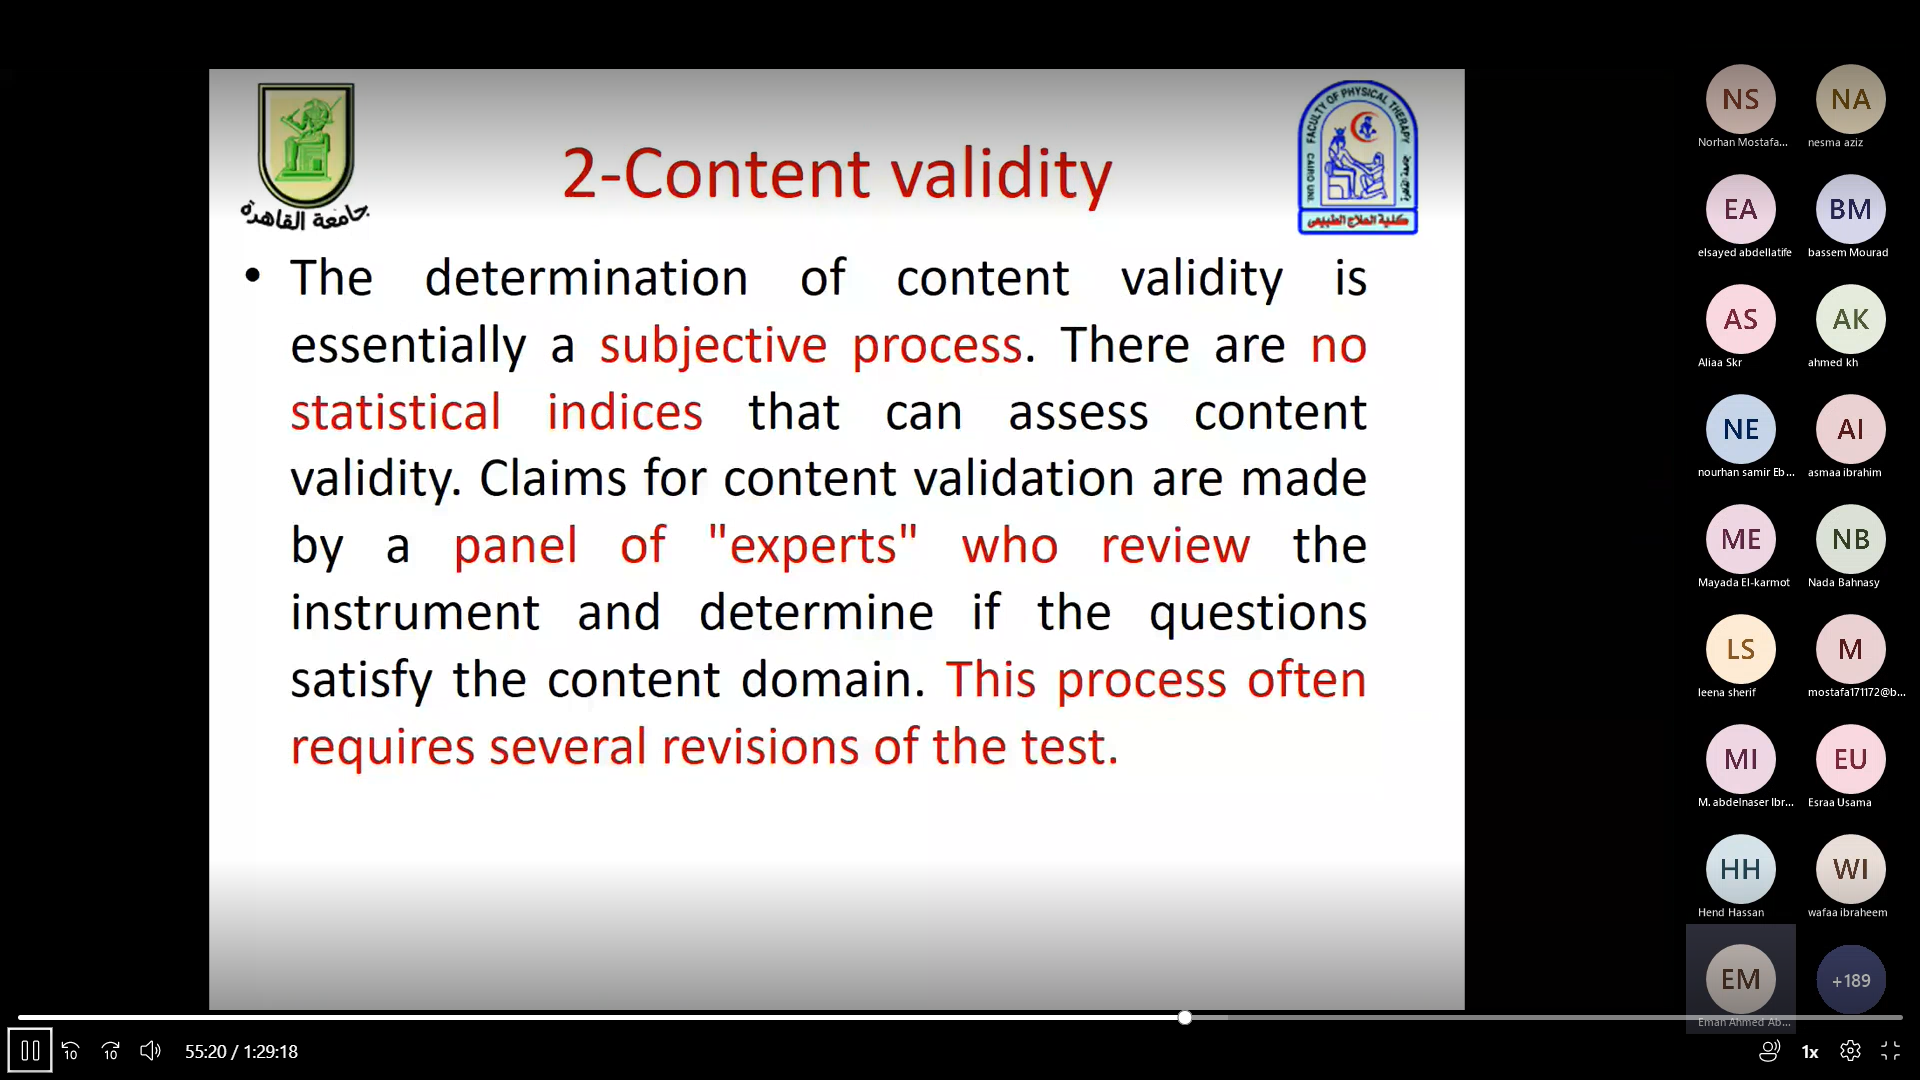 جامعة القاهرة
FACULTY OF PHYSICAL THERAPY
CAIRO UNI.
كلية العلاج الطبيعى
2-Content validity
• The determination of content validity is
essentially a subjective process. There are no
statistical indices that can assess content
validity. Claims for content validation are made
by a panel of "experts" who review the
instrument and determine if the questions
satisfy the content domain. This process often
requires several revisions of the test.
NS
NA
Norhan Mostafa...
nesma aziz
EA
BM
elsayed abdellatife
bassem Mourad
AS
AK
Aliaa Skr
ahmed kh
NE
AI
nourhan samir Eb...
asmaa ibrahim
ME
NB
Mayada El-karmot
Nada Bahnasy
LS
M
leena sherif
mostafa171172@b...
MI
EU
M. abdelnaser Ibr...
Esraa Usama
HH
WI
Hend Hassan
wafaa ibraheem
EM
+189
Eman Ahmed Ab...
10
10
55:20 / 1:29:18
1x